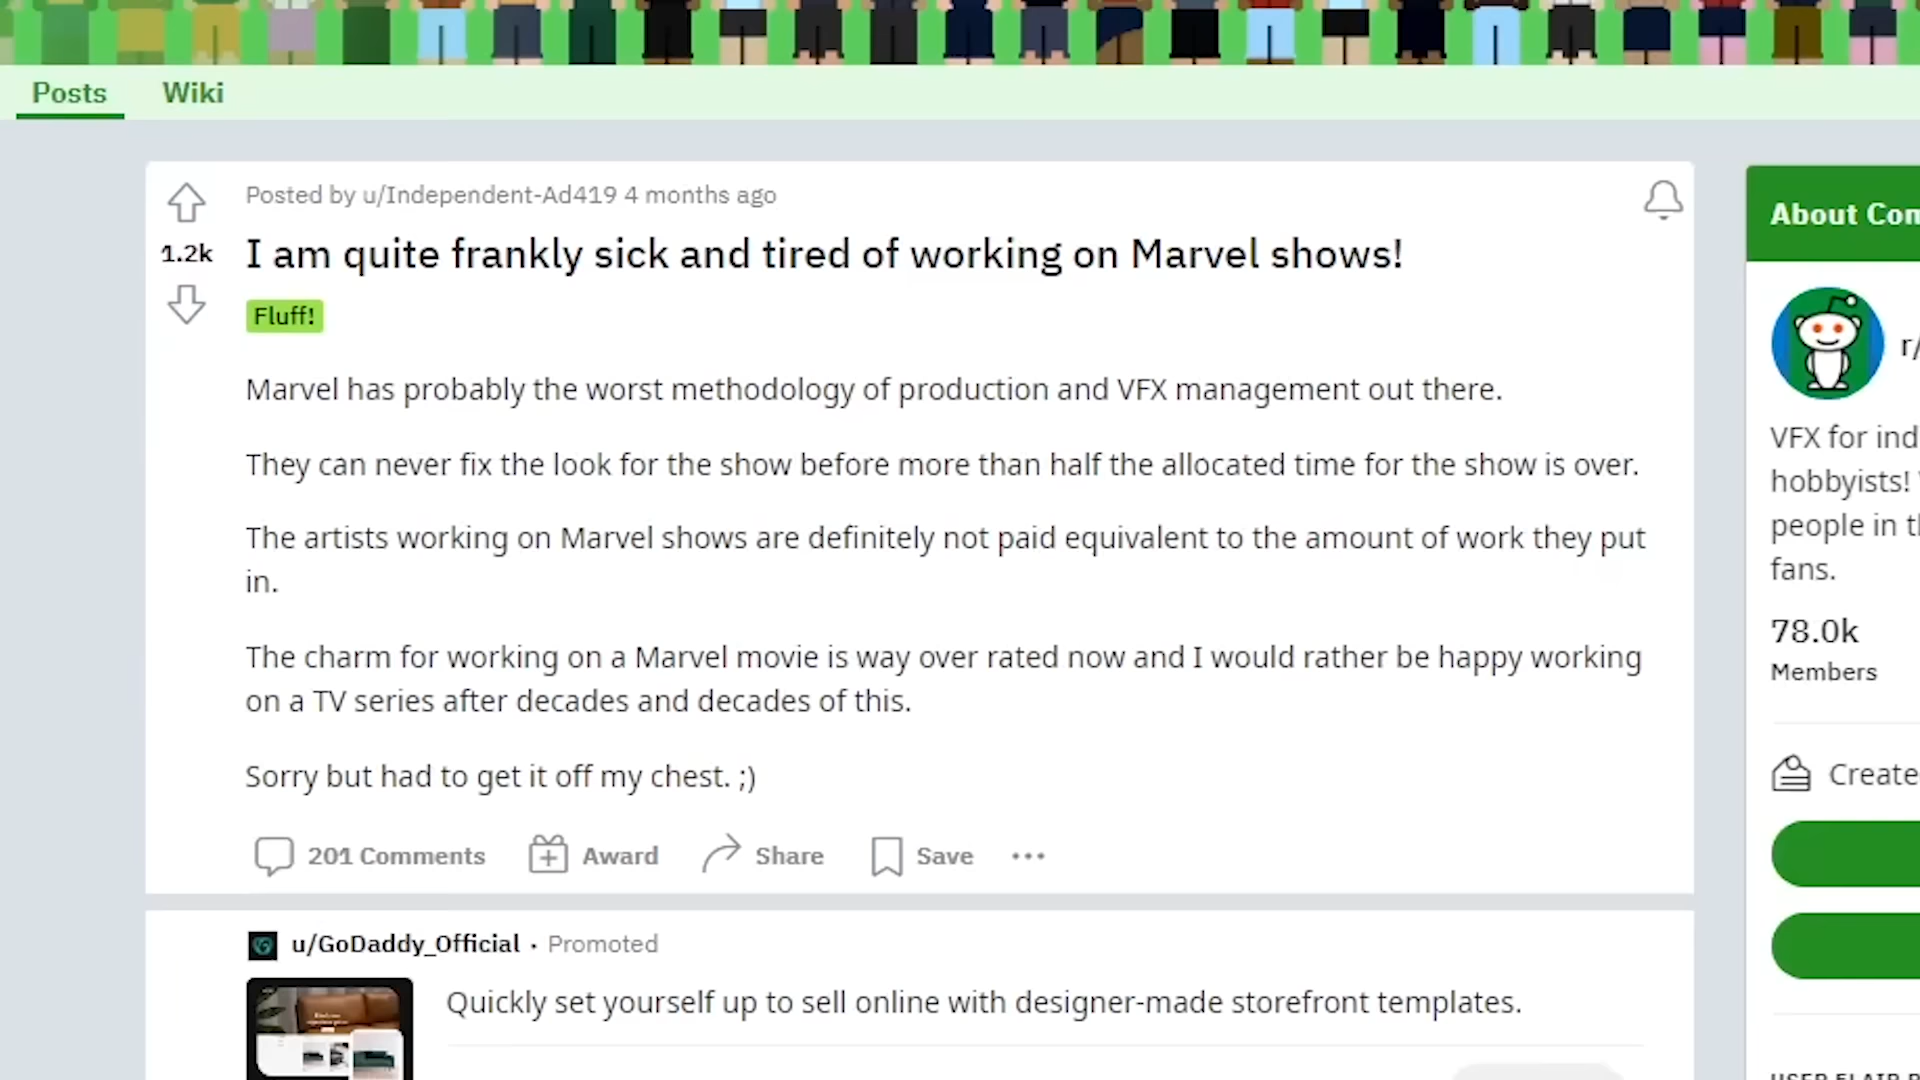 Posts
Wiki
Posted by u/Independent-Ad419 4 months ago
1.2k
I am quite frankly sick and tired of working on Marvel shows!
Fluff!
Marvel has probably the worst methodology of production and VFX management out there.
They can never fix the look for the show before more than half the allocated time for the show is over.
The artists working on Marvel shows are definitely not paid equivalent to the amount of work they put
in.
The charm for working on a Marvel movie is way over rated now and I would rather be happy working
on a TV series after decades and decades of this.
Sorry but had to get it off my chest. ;)
201 Comments
Award
Share
Save
u/GoDaddy_Official · Promoted
Quickly set yourself up to sell online with designer-made storefront templates.
About Com
r/
VFX for ind
hobbyists!
people in t
fans.
78.0k
Members
Create